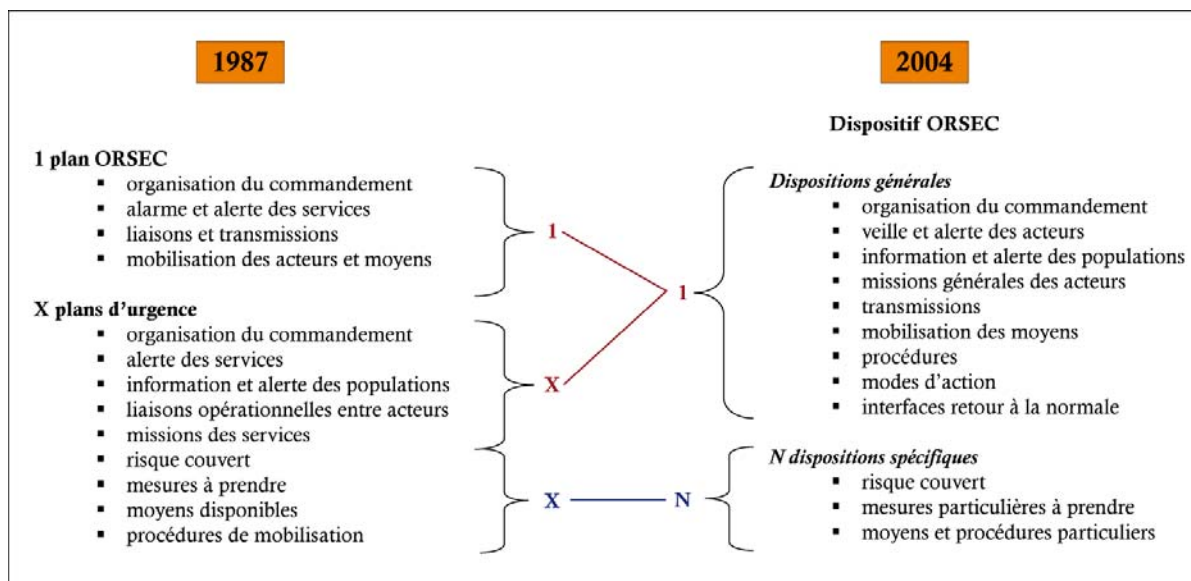 1987
1 plan ORSEC
▪ organisation du commandement
▪ alarme et alerte des services
▪ liaisons et transmissions
▪ mobilisation des acteurs et moyens
X plans d'urgence
▪ organisation du commandement
▪ alerte des services
▪ information et alerte des populations
▪ liaisons opérationnelles entre acteurs
▪ missions des services
▪ risque couvert
▪ mesures à prendre
▪ moyens disponibles
▪ procédures de mobilisation
1
X
X
1
N
2004
Dispositif ORSEC
Dispositions générales
▪ organisation du commandement
▪ veille et alerte des acteurs
▪ information et alerte des populations
▪ missions générales des acteurs
▪ transmissions
▪ mobilisation des moyens
▪ procédures
▪ modes d'action
▪ interfaces retour à la normale
N dispositions spécifiques
▪ risque couvert
▪ mesures particulières à prendre
▪ moyens et procédures particuliers